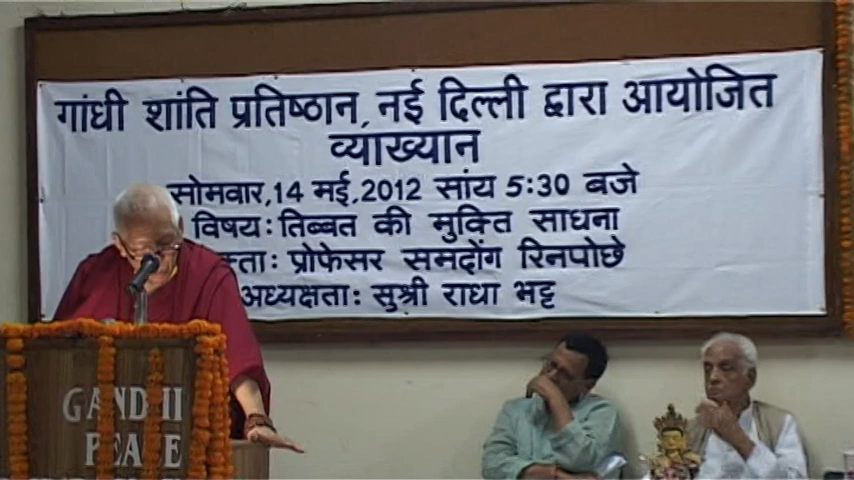 गांधी शांति प्रतिष्ठान, नई दिल्ली द्वारा आयोजित
व्याख्यान
सोमवार, 14 मई, 2012 सांय 5:30 बजे
विषय: तिब्बत की मुक्ति साधना
प्रोफेसर समदोंग रिनपोछे
अध्यक्षता: सुश्री राधा भट्ट
GANDHI
PEACE